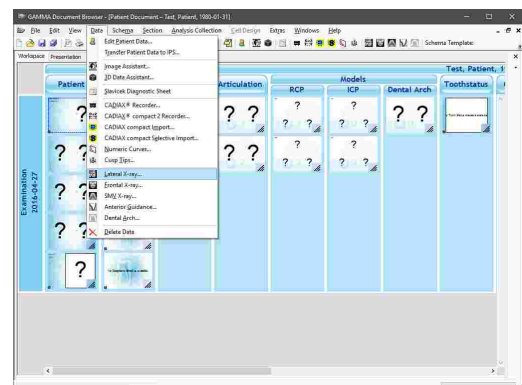 GAMMA Document Browser - [Patient Document - Test, Patient, 1980-01-31]
File Edit View Data Schema Section Analysis Collection Cell Design Extras Windows Help
Schema Template:
Workspace Presentation
Edit Patient Data...
Transfer Patient Data to IPS...
Image Assistant...
3D Data Assistant...
Slavicek Diagnostic Sheet
CADIAX® Recorder...
CADIAX® compact 2 Recorder...
CADIAX compact Import...
CADIAX compact Selective Import...
Numeric Curves...
Cusp Tips...
Lateral X-ray...
Frontal X-ray...
SMV X-ray...
Anterior Guidance...
Dental Arch...
Delete Data
Test, Patient, 1
Patient
Articulation
Models
RCP
ICP
Dental Arch
Toothstatus
Examination
2016-04-27
? ? ? ? ? ?
? ? ? ? ? ? ? ?
? ?
? ?
?